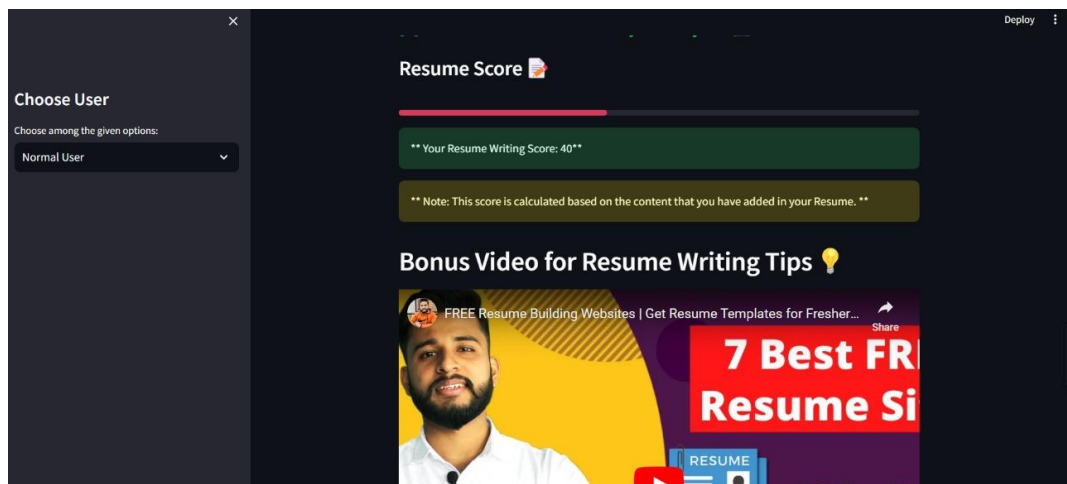 Deploy
Choose User
Choose among the given options:
Normal User
Resume Score
** Your Resume Writing Score: 40**
** Note: This score is calculated based on the content that you have added in your Resume. **
Bonus Video for Resume Writing Tips
FREE Resume Building Websites | Get Resume Templates for Fresher...
Share
7 Best FR
Resume Si
RESUME